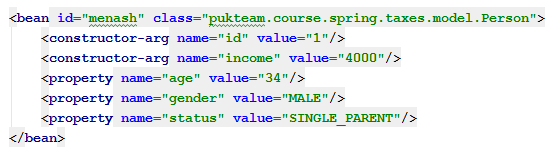 <bean id="menash" class="pukteam.course.spring.taxes.model.Person">
<constructor-arg name="id" value="1"/>
<constructor-arg name="income" value="4000"/>
<property name="age" value="34"/>
<property name="gender" value="MALE"/>
<property name="status" value="SINGLE_PARENT"/>
</bean>